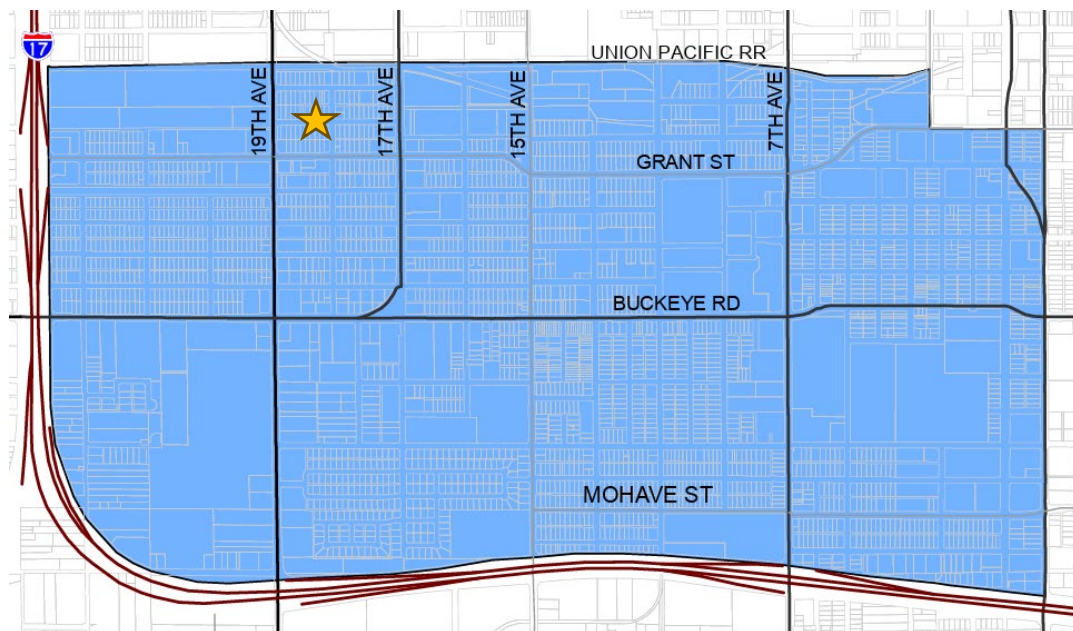 17
UNION PACIFIC RR
19TH AVE
17TH AVE
15TH AVE
7TH AVE
GRANT ST
BUCKEYE RD
MOHAVE ST